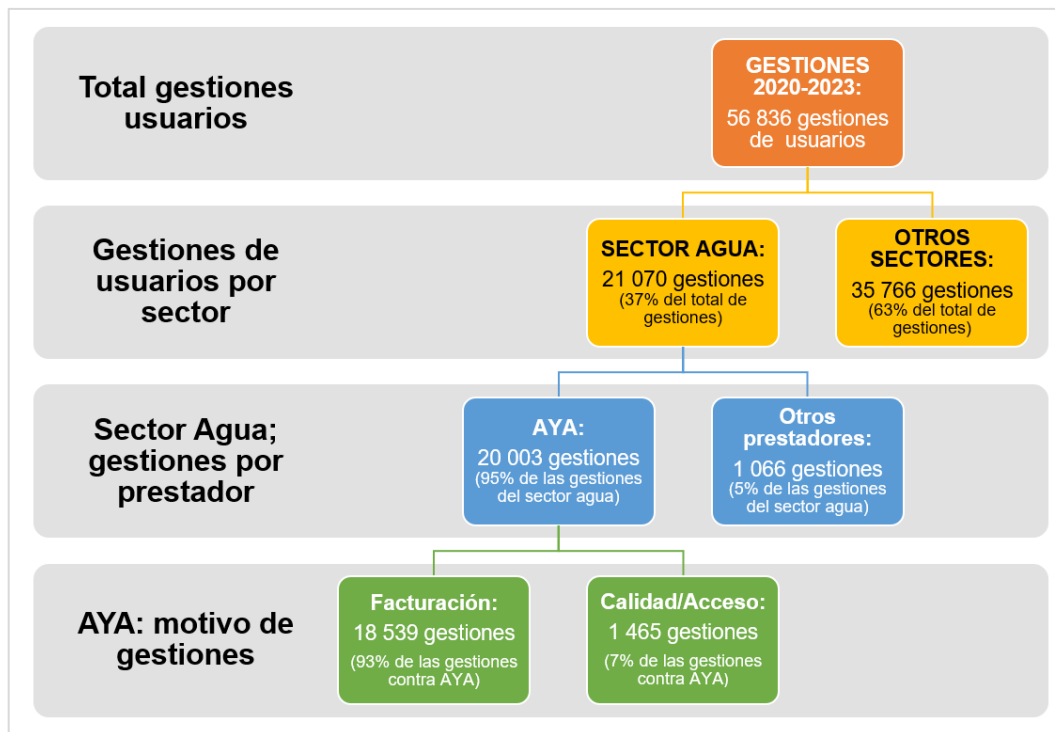 Total gestiones
usuarios
GESTIONES
2020-2023:
56 836 gestiones
de usuarios
Gestiones de
usuarios por
sector
SECTOR AGUA:
21 070 gestiones
(37% del total de
gestiones)
OTROS
SECTORES:
35 766 gestiones
(63% del total de
gestiones)
Sector Agua;
gestiones por
prestador
AYA:
20 003 gestiones
(95% de las gestiones
del sector agua)
Otros
prestadores:
1 066 gestiones
(5% de las gestiones
del sector agua)
AYA: motivo de
gestiones
Facturación:
18 539 gestiones
(93% de las gestiones
contra AYA)
Calidad/Acceso:
1 465 gestiones
(7% de las gestiones
contra AYA)